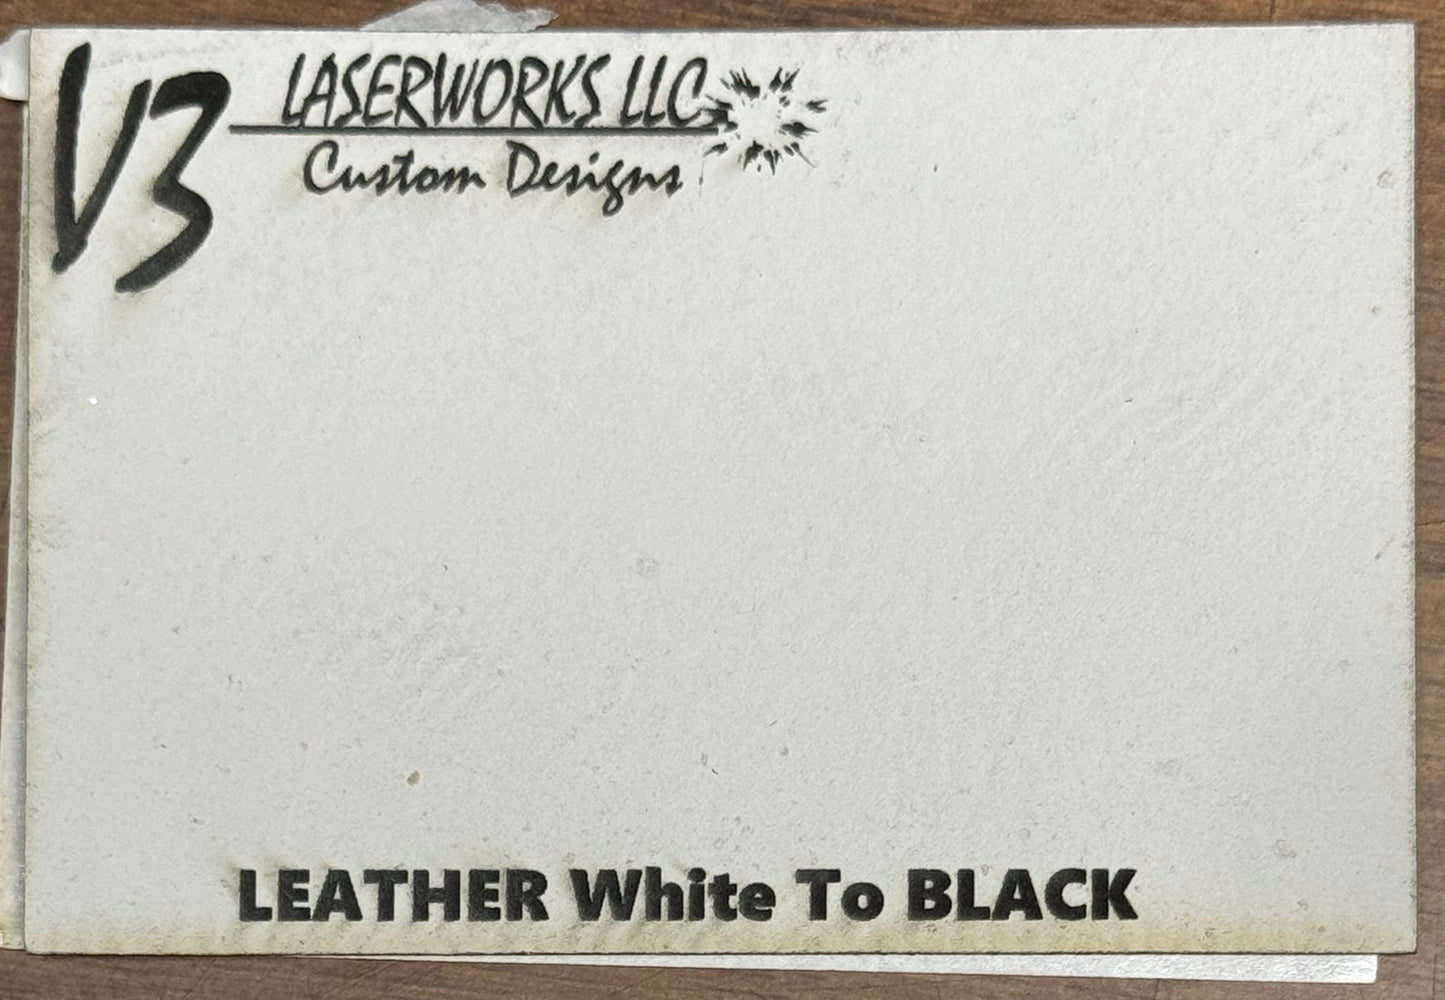 V3 LASERWORKS LLC
Custom Designs
LEATHER White To BLACK